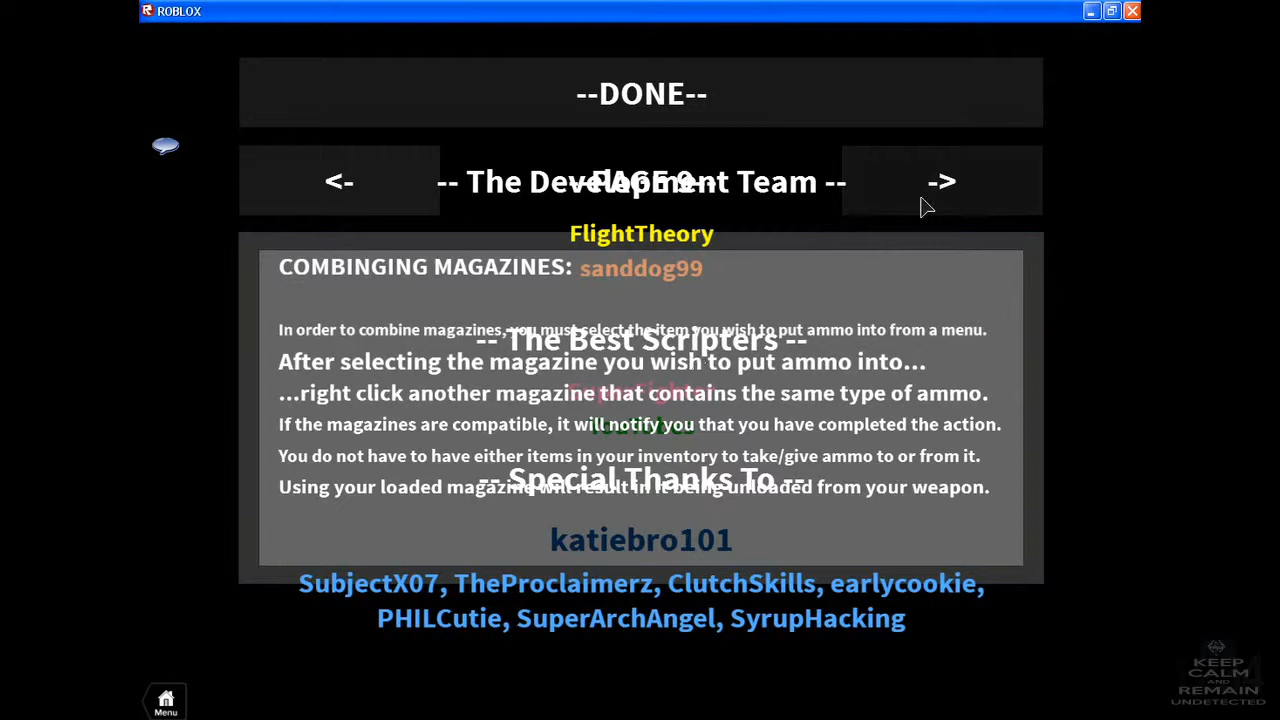 ROBLOX
--DONE--
<-
-- The Development Team --
--PAGE 9--
->
FlightTheory
COMBINGING MAGAZINES:
sanddog99
In order to combine magazines, you must select the item you wish to put ammo into from a menu.
-- The Best Scripters --
After selecting the magazine you wish to put ammo into...
...right click another magazine that contains the same type of ammo.
If the magazines are compatible, it will notify you that you have completed the action.
You do not have to have either items in your inventory to take/give ammo to or from it.
-- Special Thanks To --
Using your loaded magazine will result in it being unloaded from your weapon.
katiebro101
SubjectX07, TheProclaimerz, ClutchSkills, earlycookie,
PHILCutie, SuperArchAngel, SyrupHacking
Menu
KEEP
CALM
AND
REMAIN
UNDETECTED